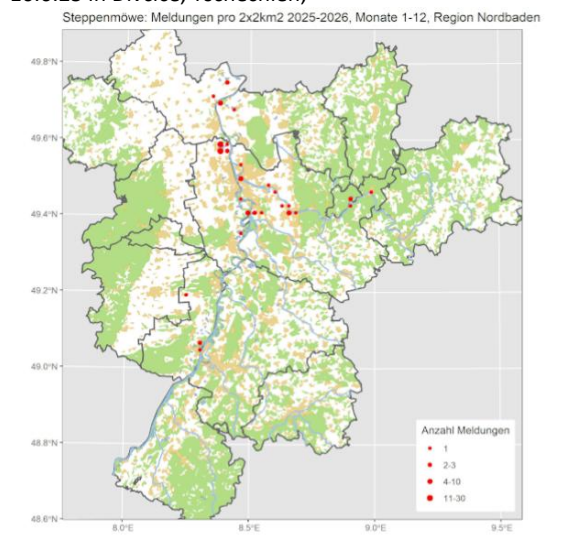 Steppenmöwe: Meldungen pro 2x2km2 2025-2026, Monate 1-12, Region Nordbaden
49.8°N
49.6°N
49.4°N
49.2°N
49.0°N
48.8°N
48.6°N
Anzahl Meldungen
1
2-3
4-10
11-30
8.0°E 8.5°E 9.0°E 9.5°E